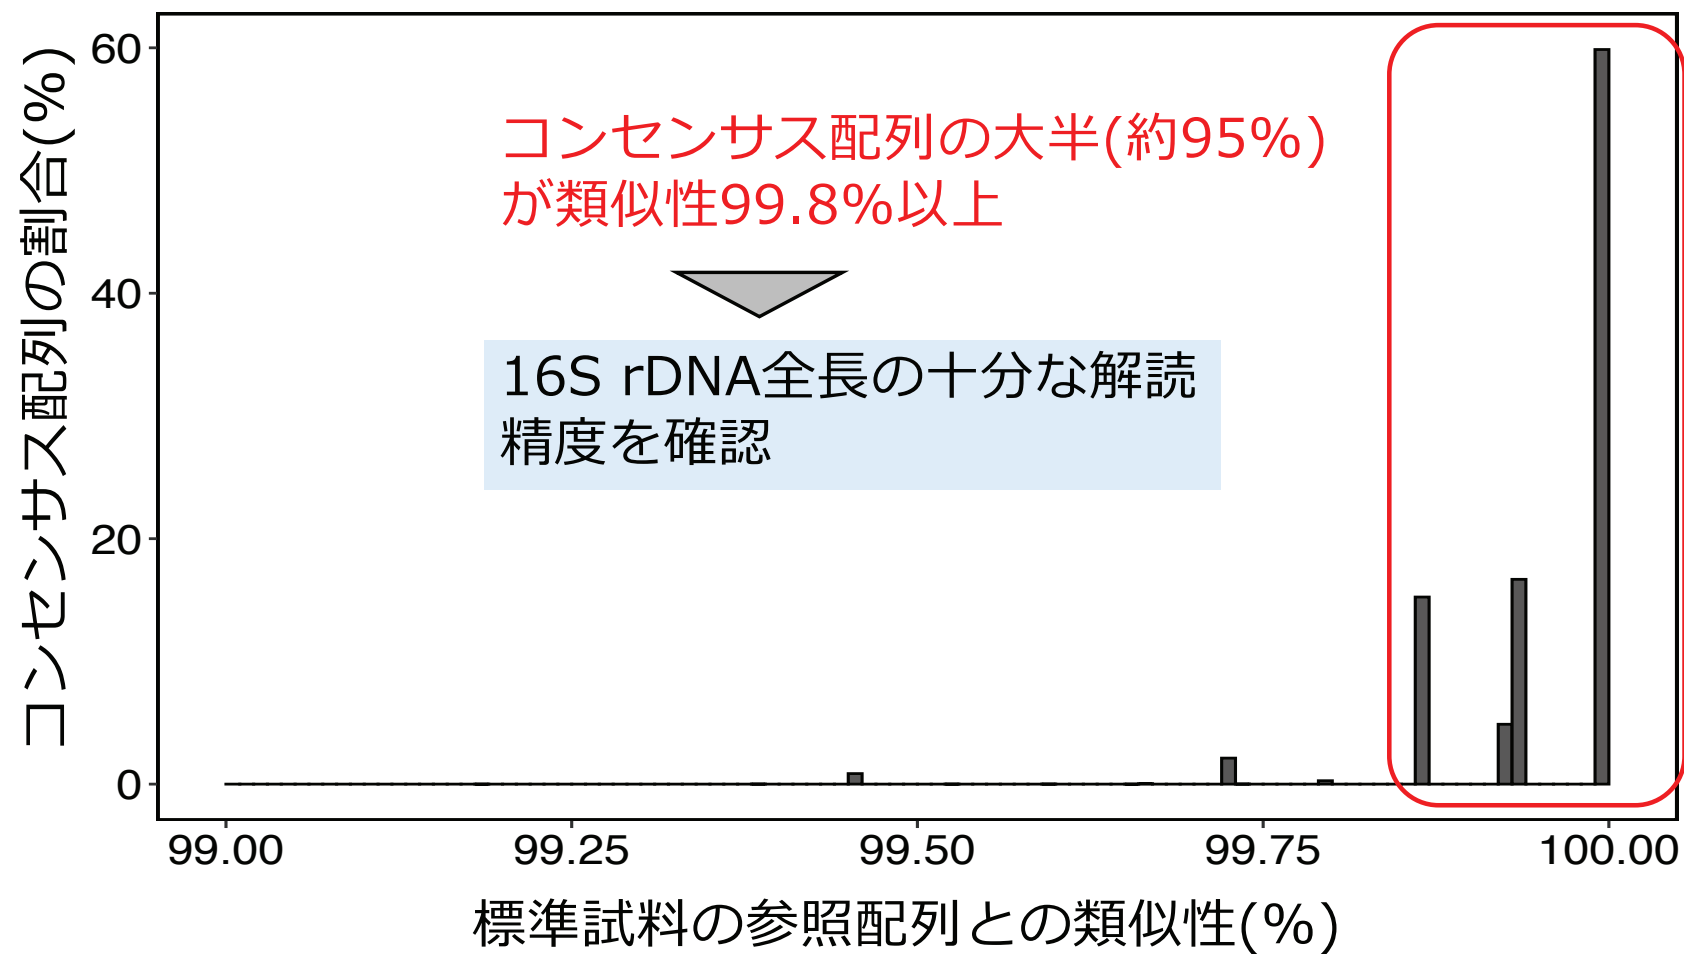 コンセンサス配列の割合(%)
60
40
20
0
コンセンサス配列の大半(約95%)
が類似性99.8%以上
16S rDNA全長の十分な解読
精度を確認
99.00 99.25 99.50 99.75 100.00
標準試料の参照配列との類似性(%)